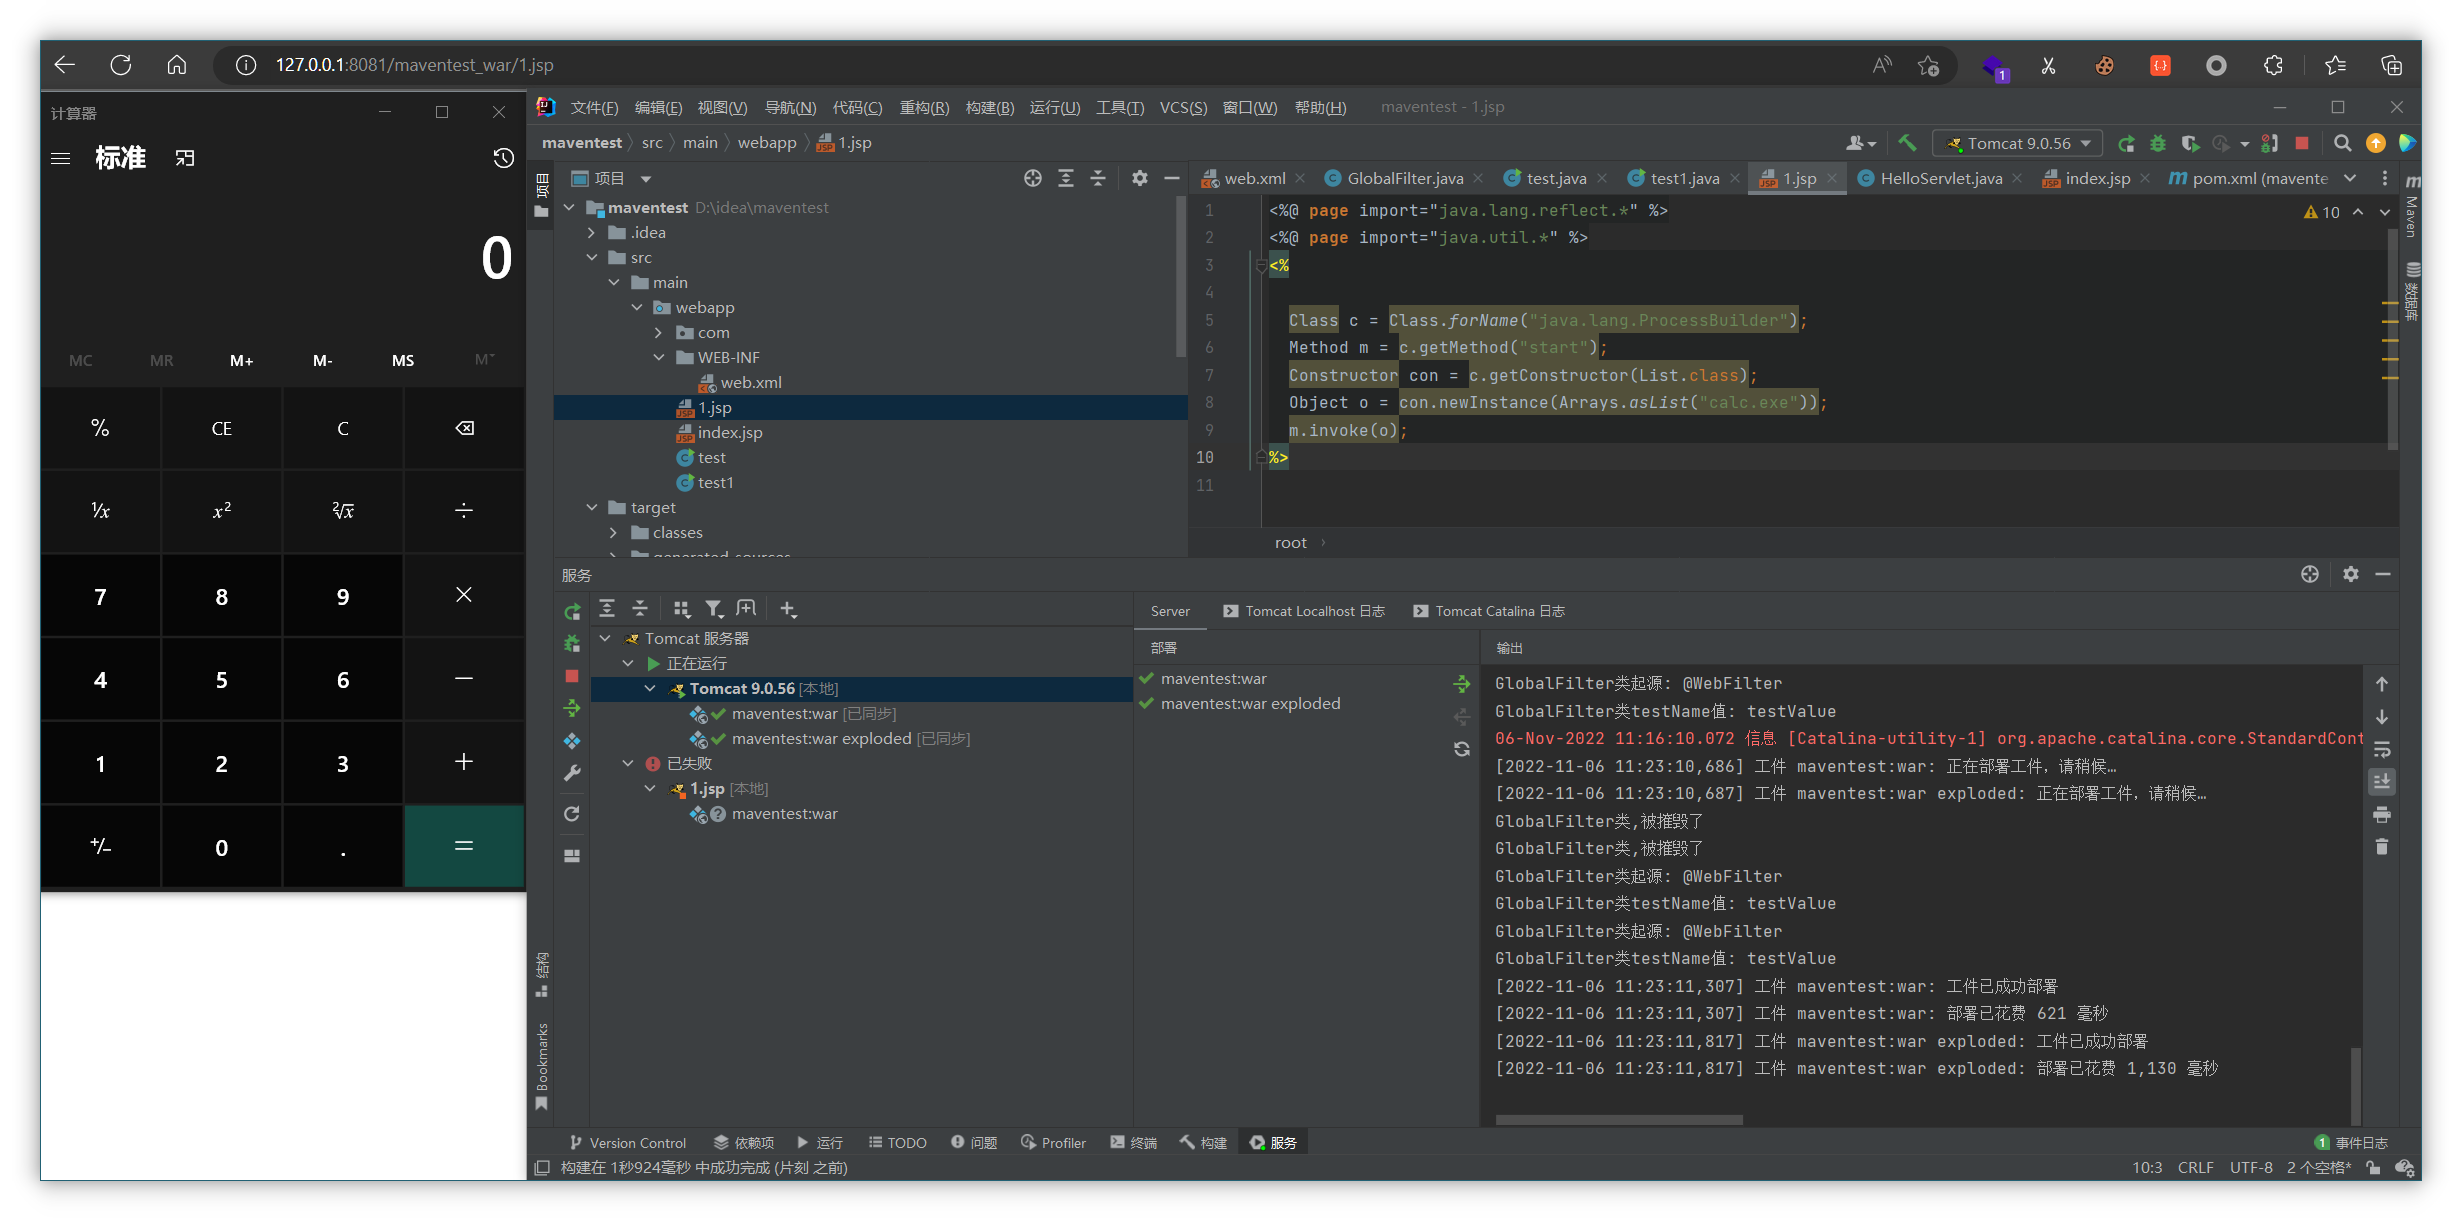 127.0.0.1:8081/maventest_war/1.jsp
1
计算器
标准
0
MC MR M+ M- MS M˅
% CE C
¹/x x² ²√x ÷
7 8 9 ×
4 5 6 −
1 2 3 +
+/− 0 . =
文件(F) 编辑(E) 视图(V) 导航(N) 代码(C) 重构(R) 构建(B) 运行(U) 工具(T) VCS(S) 窗口(W) 帮助(H) maventest - 1.jsp
maventest src main webapp 1.jsp
Tomcat 9.0.56
项目
项目
maventest D:\idea\maventest
.idea
src
main
webapp
com
WEB-INF
web.xml
1.jsp
index.jsp
test
test1
target
classes
generated-sources
web.xml GlobalFilter.java test.java test1.java 1.jsp HelloServlet.java index.jsp pom.xml (mavente
10
1 <%@ page import="java.lang.reflect.*" %>
2 <%@ page import="java.util.*" %>
3 <%
4
5 Class c = Class.forName("java.lang.ProcessBuilder");
6 Method m = c.getMethod("start");
7 Constructor con = c.getConstructor(List.class);
8 Object o = con.newInstance(Arrays.asList("calc.exe"));
9 m.invoke(o);
10 %>
11
root
Maven
数据库
服务
Tomcat 服务器
正在运行
Tomcat 9.0.56 [本地]
maventest:war [已同步]
maventest:war exploded [已同步]
已失败
1.jsp [本地]
maventest:war
Server Tomcat Localhost 日志 Tomcat Catalina 日志
部署
maventest:war
maventest:war exploded
输出
GlobalFilter类起源: @WebFilter
GlobalFilter类testName值: testValue
06-Nov-2022 11:16:10.072 信息 [Catalina-utility-1] org.apache.catalina.core.StandardCont
[2022-11-06 11:23:10,686] 工件 maventest:war: 正在部署工件，请稍候…
[2022-11-06 11:23:10,687] 工件 maventest:war exploded: 正在部署工件，请稍候…
GlobalFilter类,被摧毁了
GlobalFilter类,被摧毁了
GlobalFilter类起源: @WebFilter
GlobalFilter类testName值: testValue
GlobalFilter类起源: @WebFilter
GlobalFilter类testName值: testValue
[2022-11-06 11:23:11,307] 工件 maventest:war: 工件已成功部署
[2022-11-06 11:23:11,307] 工件 maventest:war: 部署已花费 621 毫秒
[2022-11-06 11:23:11,817] 工件 maventest:war exploded: 工件已成功部署
[2022-11-06 11:23:11,817] 工件 maventest:war exploded: 部署已花费 1,130 毫秒
结构
Bookmarks
Version Control 依赖项 运行 TODO 问题 Profiler 终端 构建 服务
1 事件日志
构建在 1秒924毫秒 中成功完成 (片刻 之前)
10:3 CRLF UTF-8 2 个空格*